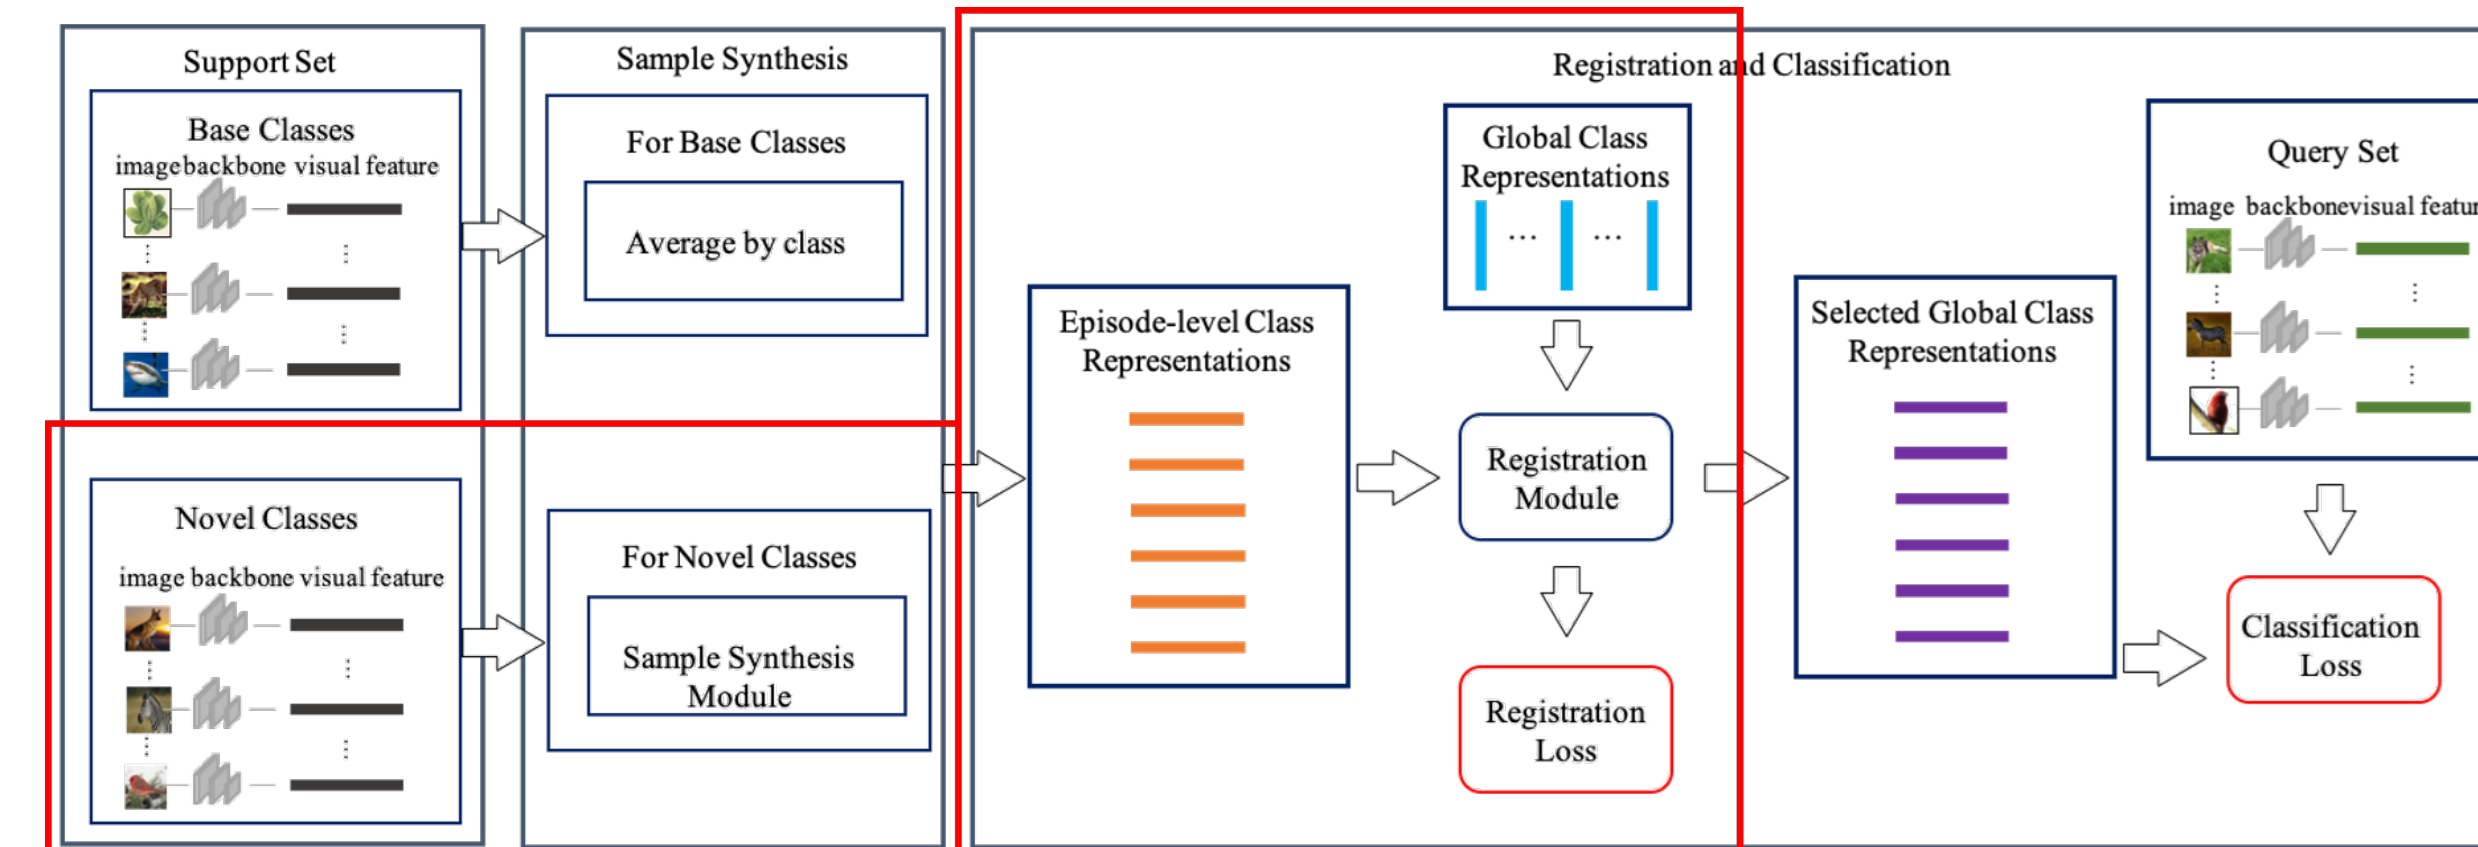 Support Set
Base Classes
image backbone visual feature
Novel Classes
image backbone visual feature
Sample Synthesis
For Base Classes
Average by class
For Novel Classes
Sample Synthesis
Module
Registration and Classification
Episode-level Class
Representations
Global Class
Representations
Registration
Module
Registration
Loss
Selected Global Class
Representations
Query Set
image backbone visual featur
Classification
Loss